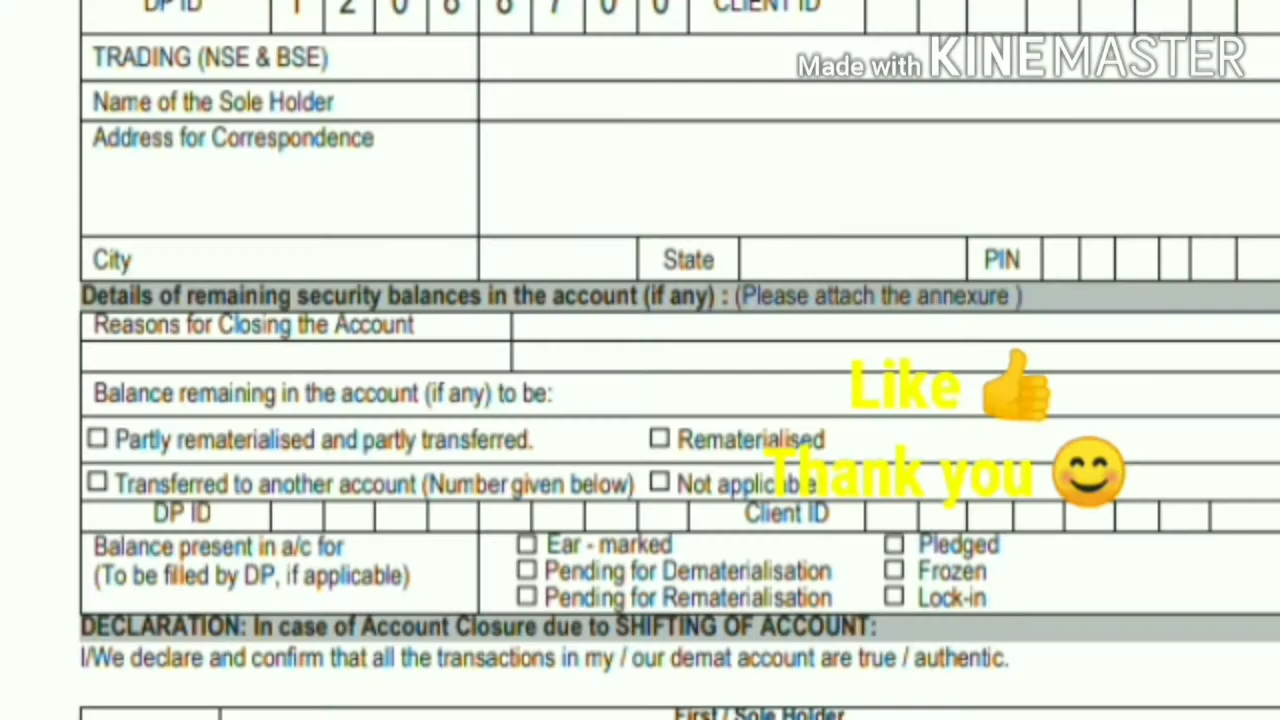 DP ID 1 2 0 8 8 7 0 0 CLIENT ID
TRADING (NSE & BSE)
Made with KINEMASTER
Name of the Sole Holder
Address for Correspondence
City State PIN
Details of remaining security balances in the account (if any) : (Please attach the annexure )
Reasons for Closing the Account
Balance remaining in the account (if any) to be:
Like 👍
Partly rematerialised and partly transferred. Rematerialised
Thank you 😊
Transferred to another account (Number given below) Not applicable
DP ID Client ID
Balance present in a/c for
(To be filled by DP, if applicable)
Ear - marked Pledged
Pending for Dematerialisation Frozen
Pending for Rematerialisation Lock-in
DECLARATION: In case of Account Closure due to SHIFTING OF ACCOUNT:
I/We declare and confirm that all the transactions in my / our demat account are true / authentic.
First / Sole Holder